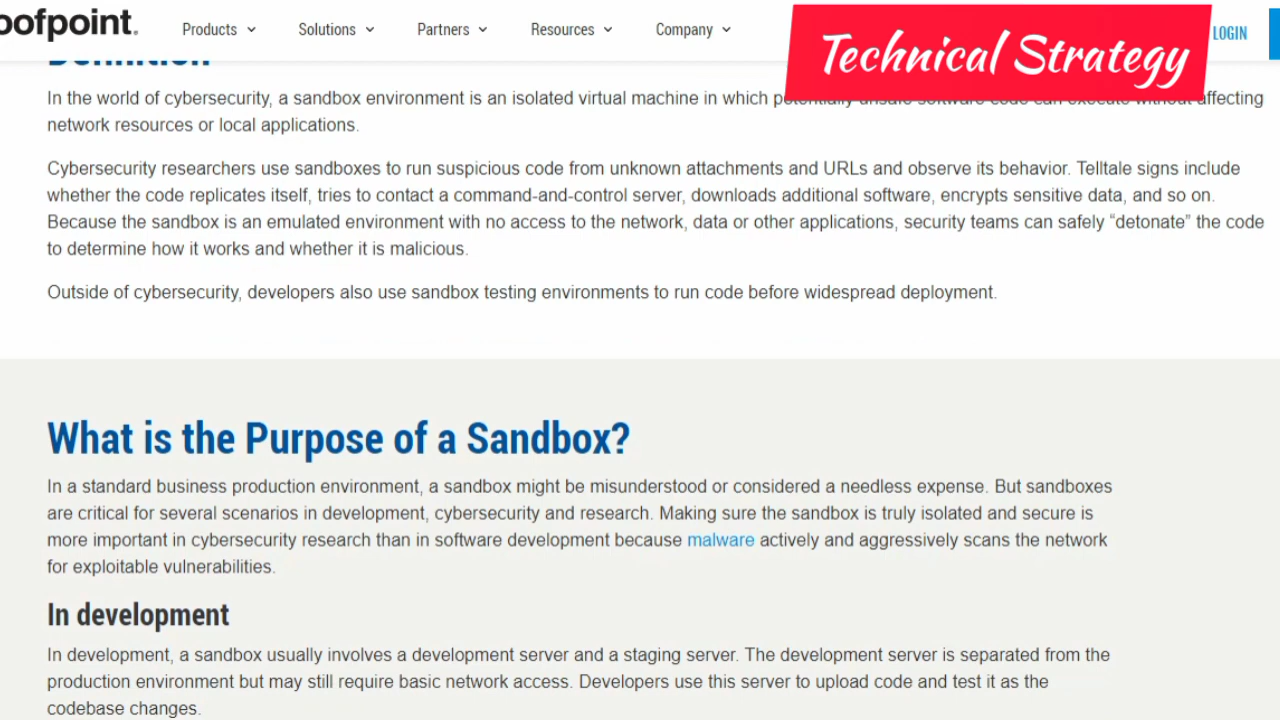 oofpoint.
Products
Solutions
Partners
Resources
Company
Technical Strategy
LOGIN
Definition
In the world of cybersecurity, a sandbox environment is an isolated virtual machine in which potentially unsafe software code can execute without affecting
network resources or local applications.
Cybersecurity researchers use sandboxes to run suspicious code from unknown attachments and URLs and observe its behavior. Telltale signs include
whether the code replicates itself, tries to contact a command-and-control server, downloads additional software, encrypts sensitive data, and so on.
Because the sandbox is an emulated environment with no access to the network, data or other applications, security teams can safely “detonate” the code
to determine how it works and whether it is malicious.
Outside of cybersecurity, developers also use sandbox testing environments to run code before widespread deployment.
What is the Purpose of a Sandbox?
In a standard business production environment, a sandbox might be misunderstood or considered a needless expense. But sandboxes
are critical for several scenarios in development, cybersecurity and research. Making sure the sandbox is truly isolated and secure is
more important in cybersecurity research than in software development because malware actively and aggressively scans the network
for exploitable vulnerabilities.
In development
In development, a sandbox usually involves a development server and a staging server. The development server is separated from the
production environment but may still require basic network access. Developers use this server to upload code and test it as the
codebase changes.